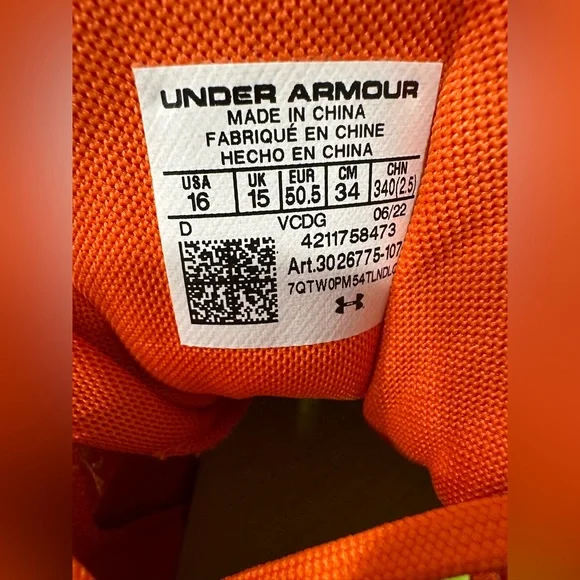 UNDER ARMOUR
MADE IN CHINA
FABRIQUÉ EN CHINE
HECHO EN CHINA
USA UK EUR CM CHN
16 15 50.5 34 340(2.5)
D VCDG 06/22
4211758473
Art.3026775-107